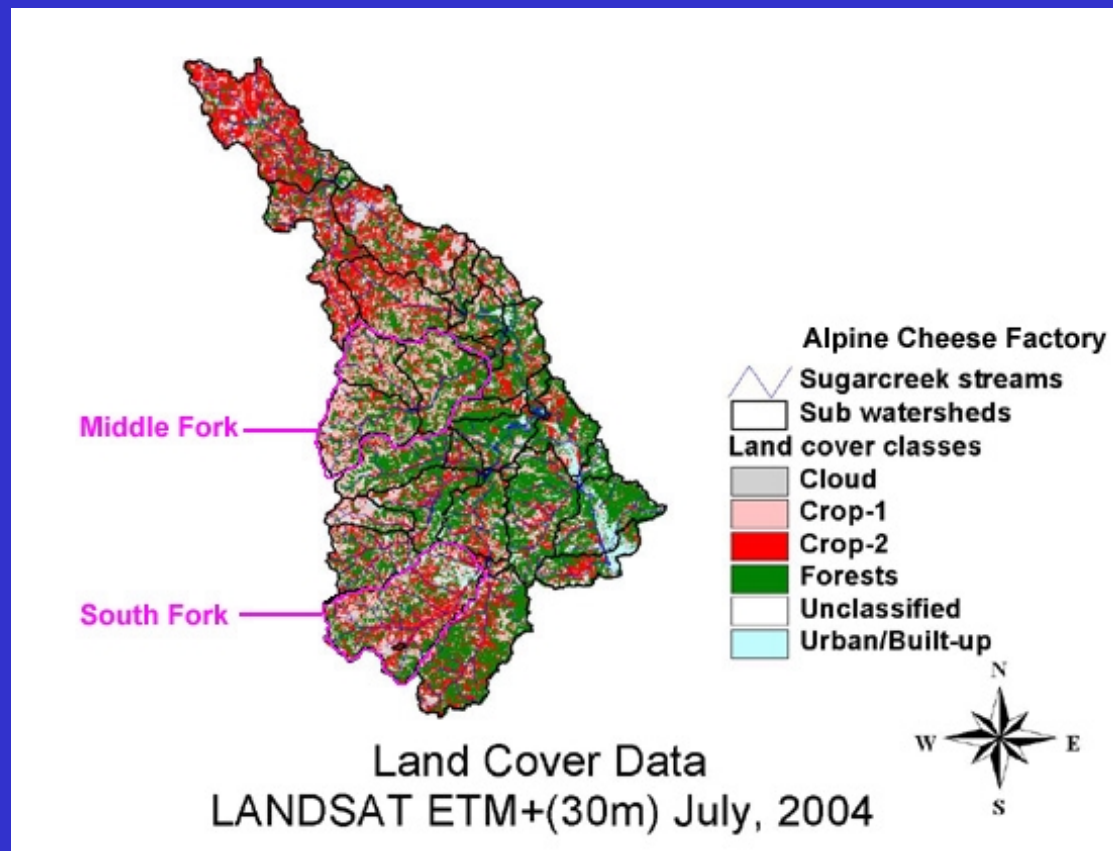 Alpine Cheese Factory
Sugarcreek streams
Sub watersheds
Land cover classes
Cloud
Crop-1
Crop-2
Forests
Unclassified
Urban/Built-up
Middle Fork
South Fork
N
W E
S
Land Cover Data
LANDSAT ETM+(30m) July, 2004